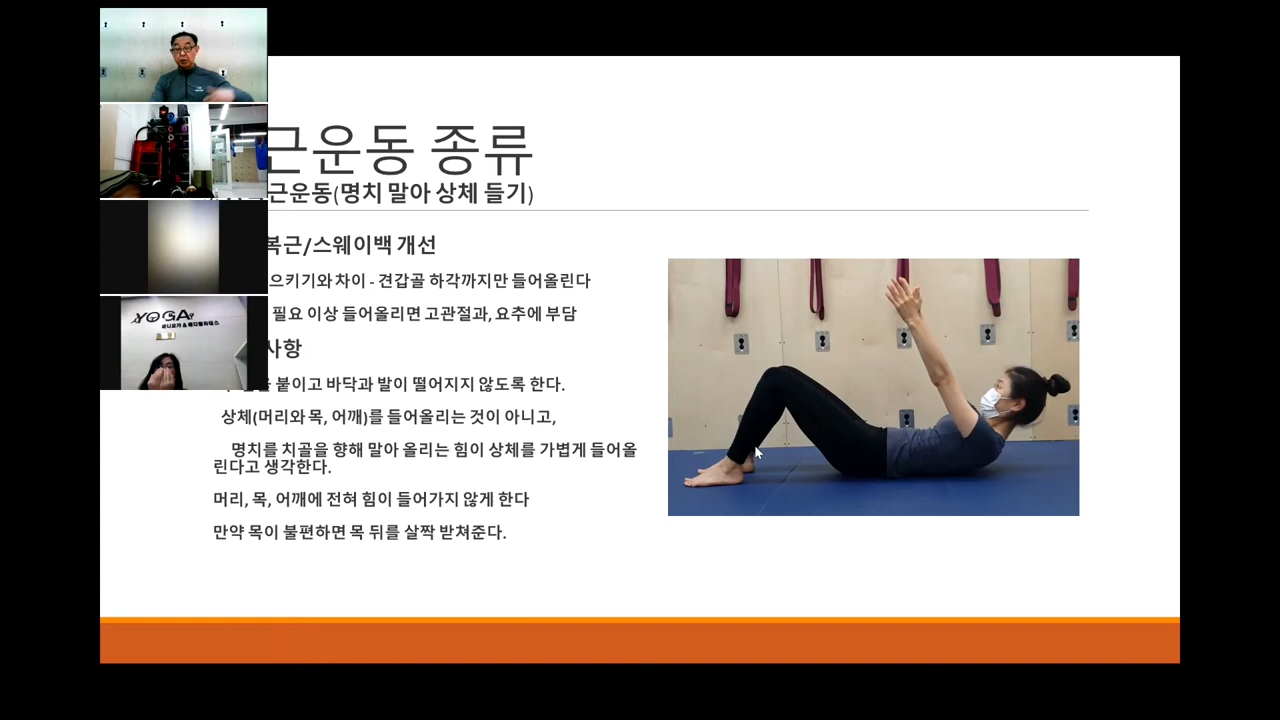 근운동 종류
근운동(명치 말아 상체 들기)
복근/스웨이백 개선
으키기와 차이 - 견갑골 하각까지만 들어올린다
필요 이상 들어올리면 고관절과, 요추에 부담
사항
붙이고 바닥과 발이 떨어지지 않도록 한다.
상체(머리와 목, 어깨)를 들어올리는 것이 아니고,
명치를 치골을 향해 말아 올리는 힘이 상체를 가볍게 들어올
린다고 생각한다.
머리, 목, 어깨에 전혀 힘이 들어가지 않게 한다
만약 목이 불편하면 목 뒤를 살짝 받쳐준다.
YOGA